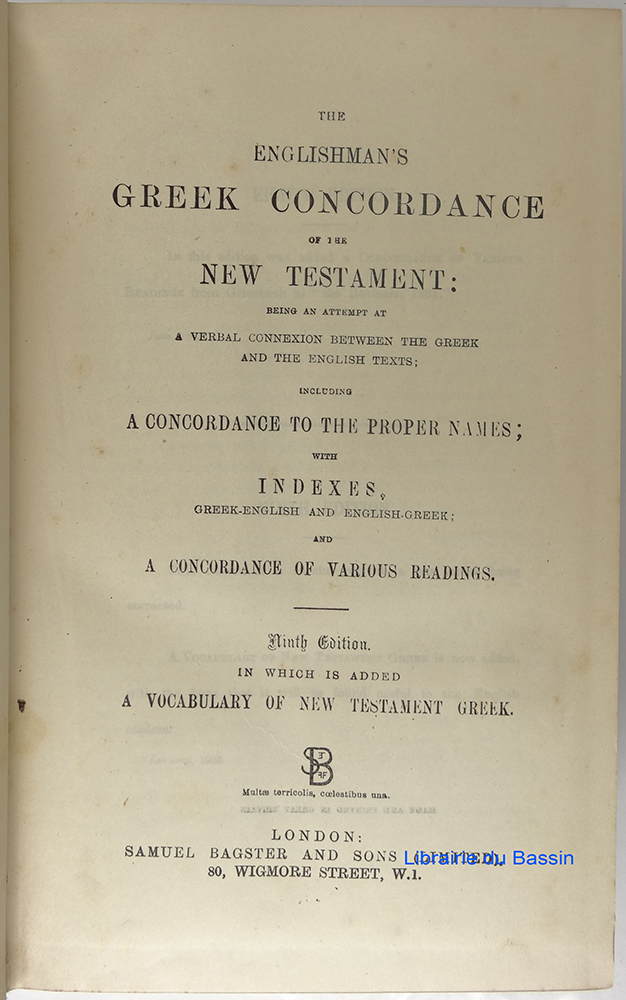 THE
ENGLISHMAN'S
GREEK CONCORDANCE
OF THE
NEW TESTAMENT:
BEING AN ATTEMPT AT
A VERBAL CONNEXION BETWEEN THE GREEK
AND THE ENGLISH TEXTS;
INCLUDING
A CONCORDANCE TO THE PROPER NAMES;
WITH
INDEXES,
GREEK-ENGLISH AND ENGLISH-GREEK;
AND
A CONCORDANCE OF VARIOUS READINGS.
Ninth Edition.
IN WHICH IS ADDED
A VOCABULARY OF NEW TESTAMENT GREEK.
Multæ terricolis, cœlestibus una.
LONDON:
SAMUEL BAGSTER AND SONS (LIMITED),
Librairie du Bassin
80, WIGMORE STREET, W.1.